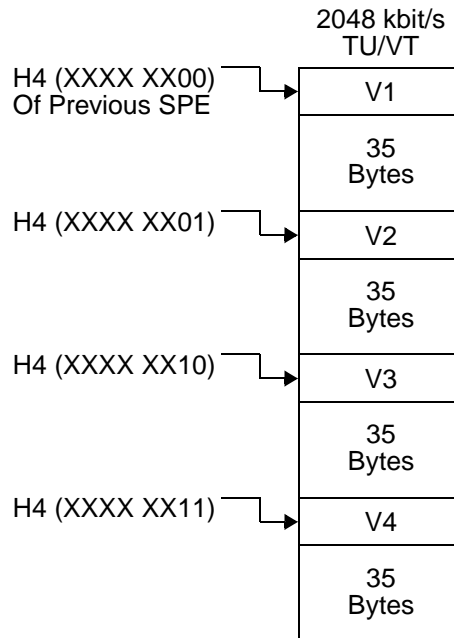 2048 kbit/s
TU/VT
H4 (XXXX XX00)
Of Previous SPE
V1
35
Bytes
H4 (XXXX XX01)
V2
35
Bytes
H4 (XXXX XX10)
V3
35
Bytes
H4 (XXXX XX11)
V4
35
Bytes